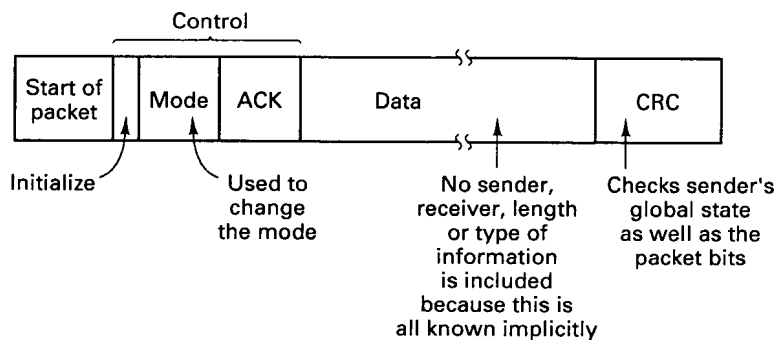 Control
Start of
packet
Mode
ACK
Data
CRC
Initialize
Used to
change
the mode
No sender,
receiver, length
or type of
information
is included
because this is
all known implicitly
Checks sender's
global state
as well as the
packet bits